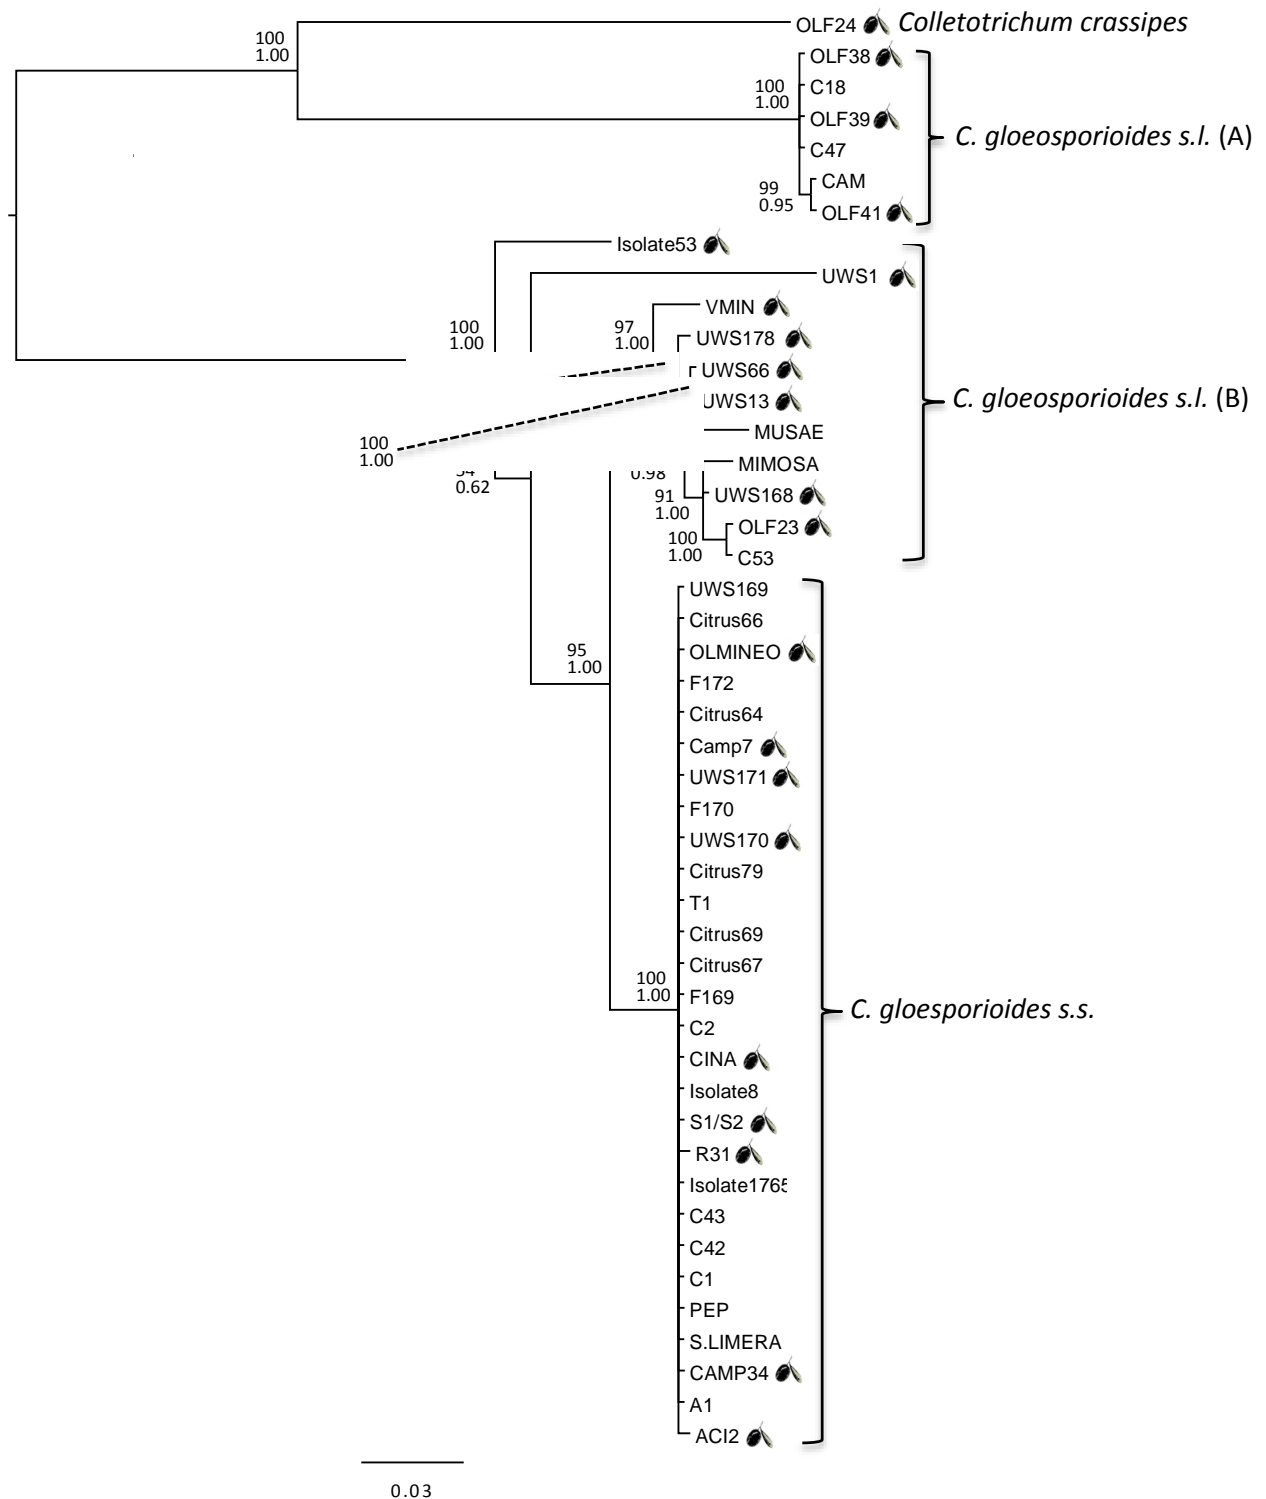 OLF24 Colletotrichum crassipes
100
1.00
OLF38
C18
100
1.00
OLF39
C. gloeosporioides s.l. (A)
C47
CAM
99
0.95
OLF41
Isolate53
UWS1
VMIN
100
1.00
97
1.00
UWS178
UWS66
UWS13
C. gloeosporioides s.l. (B)
MUSAE
100
1.00
MIMOSA
0.98
0.62
UWS168
91
1.00
OLF23
100
1.00
C53
UWS169
Citrus66
OLMINEO
95
1.00
F172
Citrus64
Camp7
UWS171
F170
UWS170
Citrus79
T1
Citrus69
Citrus67
100
1.00
F169
C. gloesporioides s.s.
C2
CINA
Isolate8
S1/S2
R31
Isolate1765
C43
C42
C1
PEP
S.LIMERA
CAMP34
A1
ACI2
0.03